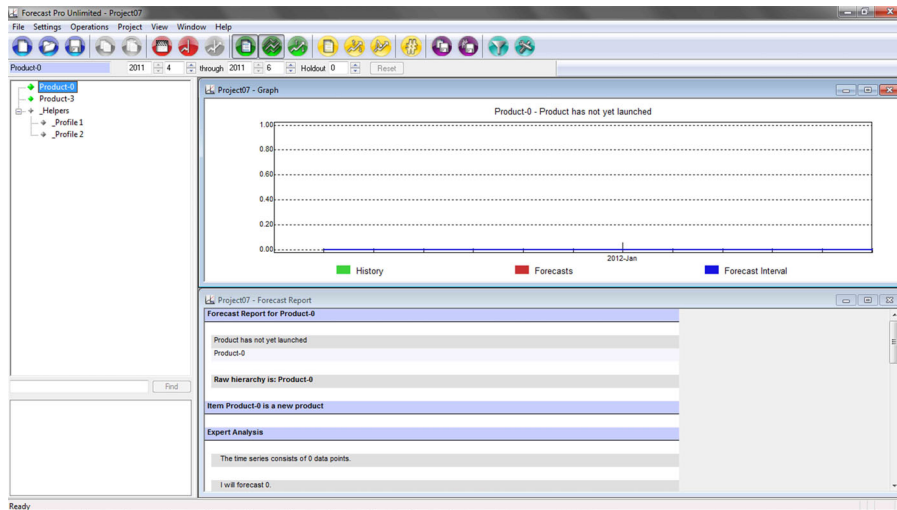 Forecast Pro Unlimited - Project07
File Settings Operations Project View Window Help
Product-0 2011 4 through 2011 6 Holdout 0 Reset
Product-0
Product-3
_Helpers
_Profile 1
_Profile 2
Find
Project07 - Graph
Product-0 - Product has not yet launched
1.00
0.80
0.60
0.40
0.20
0.00
2012-Jan
History Forecasts Forecast Interval
Project07 - Forecast Report
Forecast Report for Product-0
Product has not yet launched
Product-0
Raw hierarchy is: Product-0
Item Product-0 is a new product
Expert Analysis
The time series consists of 0 data points.
I will forecast 0.
Ready